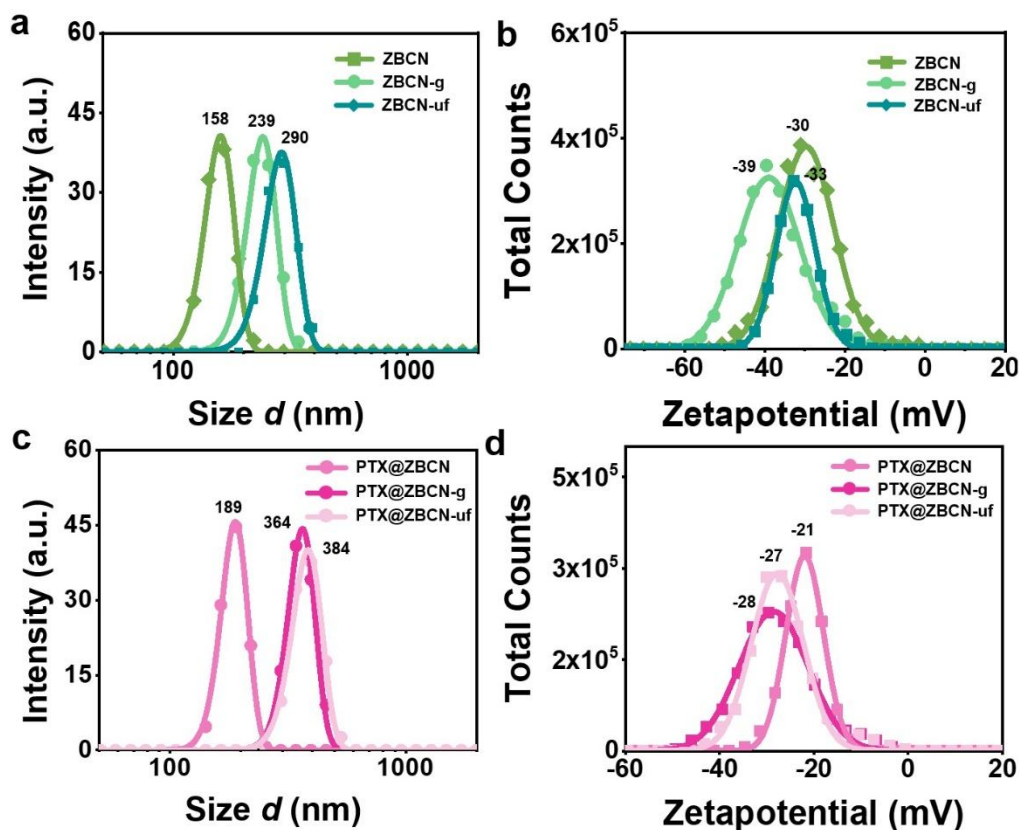 a
60
45
30
15
0
Intensity (a.u.)
158
239
290
ZBCN
ZBCN-g
ZBCN-uf
100
1000
Size d (nm)
b
6x10⁵
4x10⁵
2x10⁵
0
Total Counts
-39
-30
-33
ZBCN
ZBCN-g
ZBCN-uf
-60
-40
-20
0
20
Zetapotential (mV)
c
60
45
30
15
0
Intensity (a.u.)
189
364
384
PTX@ZBCN
PTX@ZBCN-g
PTX@ZBCN-uf
100
1000
Size d (nm)
d
5x10⁵
3x10⁵
2x10⁵
0
Total Counts
-28
-27
-21
PTX@ZBCN
PTX@ZBCN-g
PTX@ZBCN-uf
-60
-40
-20
0
20
Zetapotential (mV)